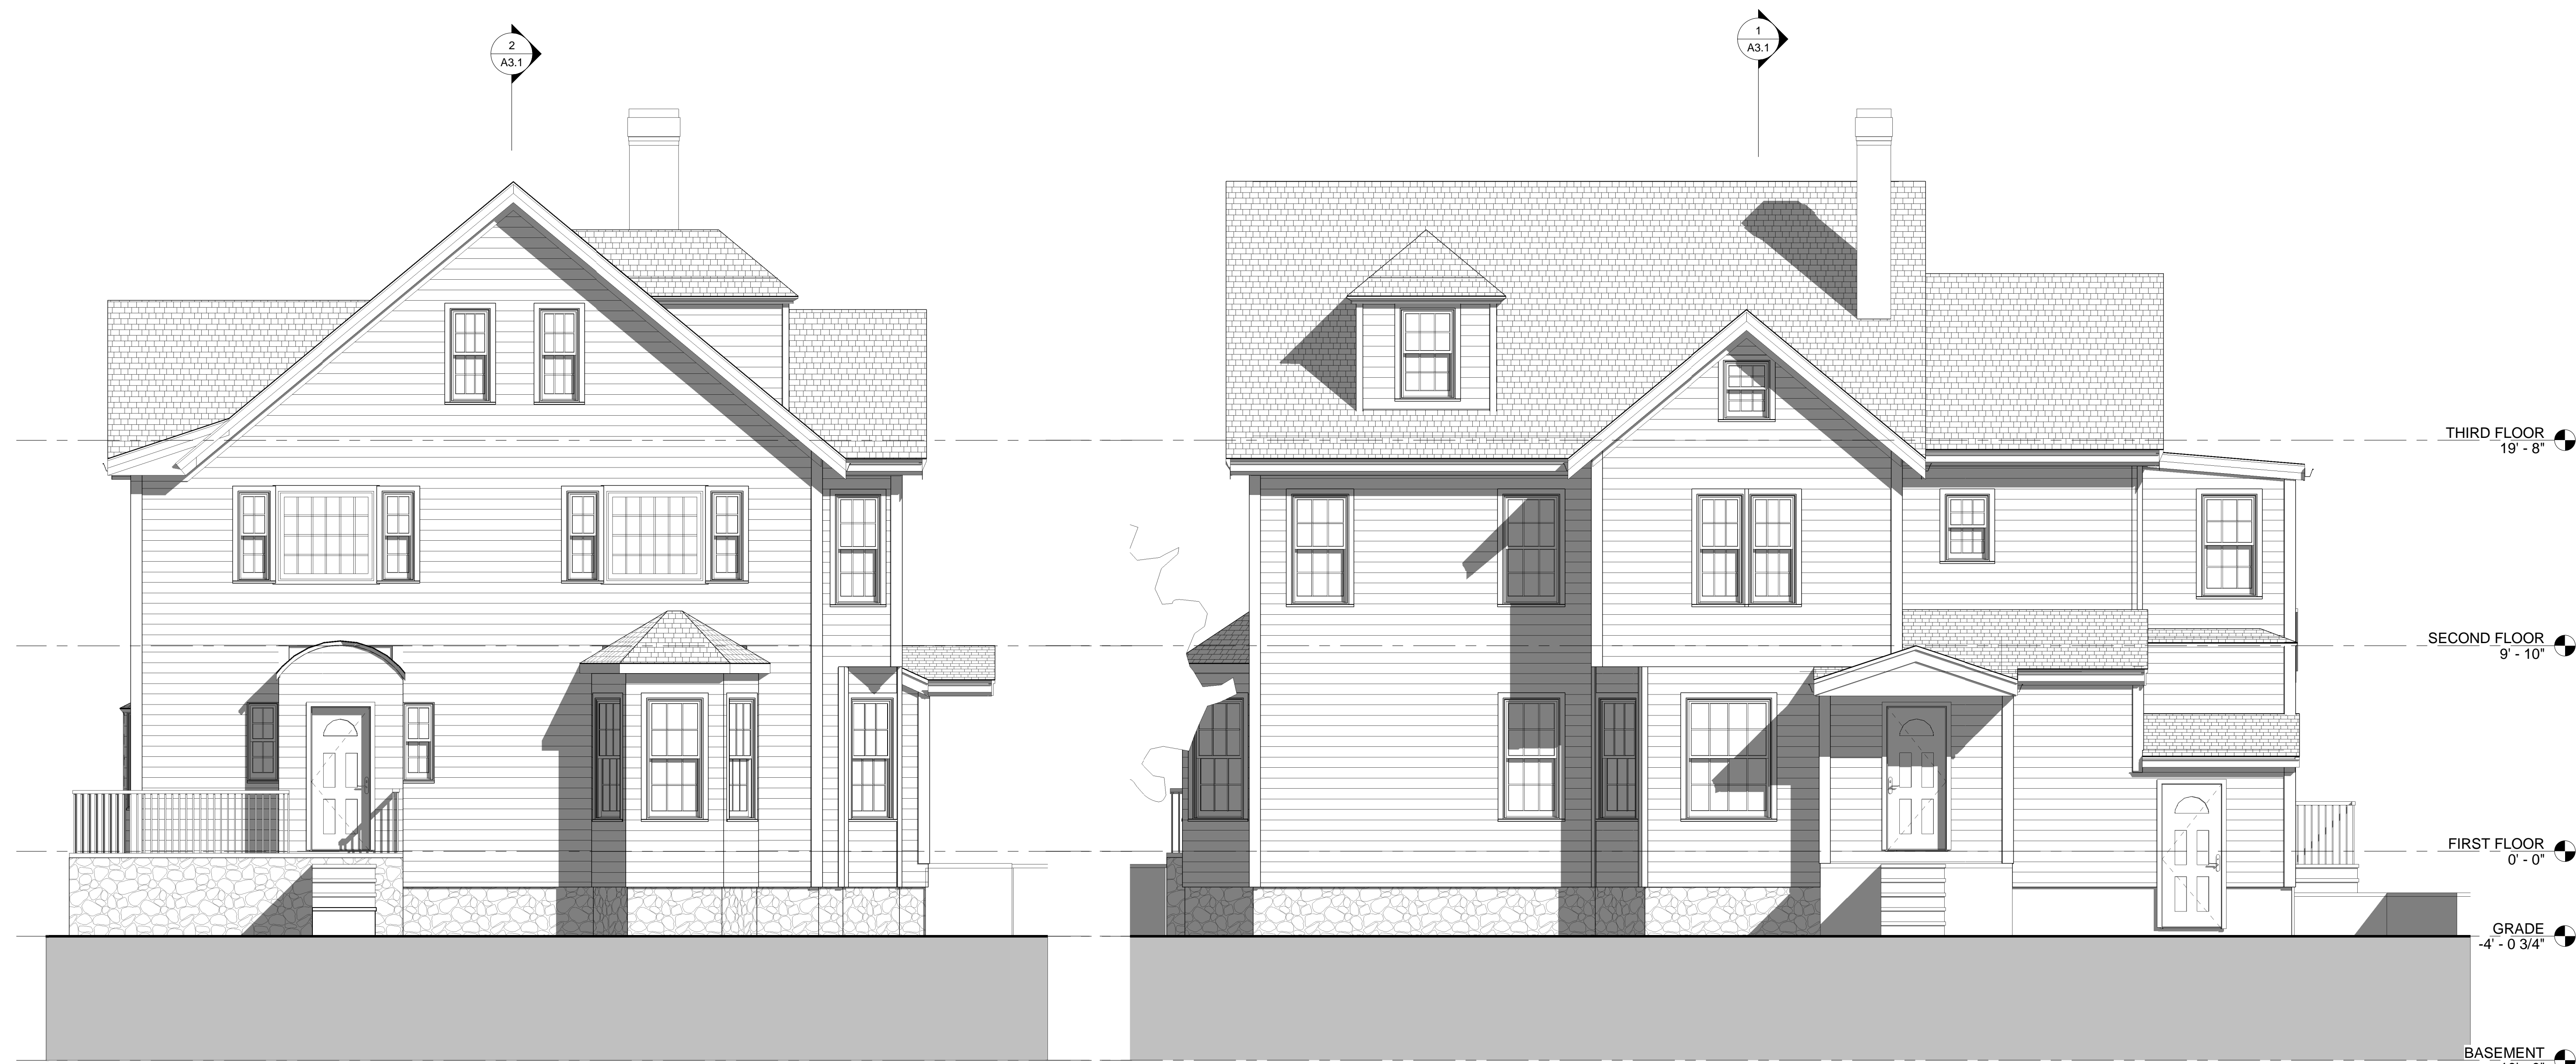 2
A3.1
1
A3.1
THIRD FLOOR
19' - 8"
SECOND FLOOR
9' - 10"
FIRST FLOOR
0' - 0"
GRADE
-4' - 0 3/4"
BASEMENT